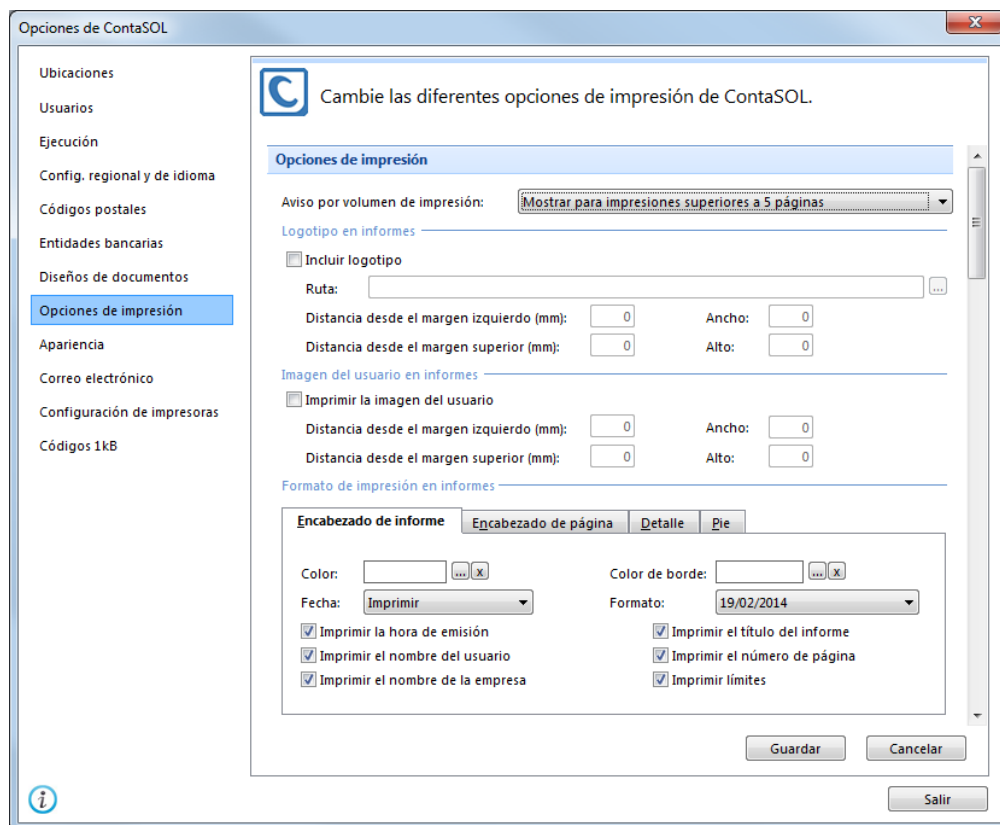 Opciones de ContaSOL
Ubicaciones
Usuarios
Ejecución
Config. regional y de idioma
Códigos postales
Entidades bancarias
Diseños de documentos
Opciones de impresión
Apariencia
Correo electrónico
Configuración de impresoras
Códigos 1kB
C Cambie las diferentes opciones de impresión de ContaSOL.
Opciones de impresión
Aviso por volumen de impresión: Mostrar para impresiones superiores a 5 páginas
Logotipo en informes
Incluir logotipo
Ruta: ...
Distancia desde el margen izquierdo (mm): 0 Ancho: 0
Distancia desde el margen superior (mm): 0 Alto: 0
Imagen del usuario en informes
Imprimir la imagen del usuario
Distancia desde el margen izquierdo (mm): 0 Ancho: 0
Distancia desde el margen superior (mm): 0 Alto: 0
Formato de impresión en informes
Encabezado de informe Encabezado de página Detalle Pie
Color: ... x Color de borde: ... x
Fecha: Imprimir Formato: 19/02/2014
Imprimir la hora de emisión Imprimir el título del informe
Imprimir el nombre del usuario Imprimir el número de página
Imprimir el nombre de la empresa Imprimir límites
Guardar Cancelar
i Salir